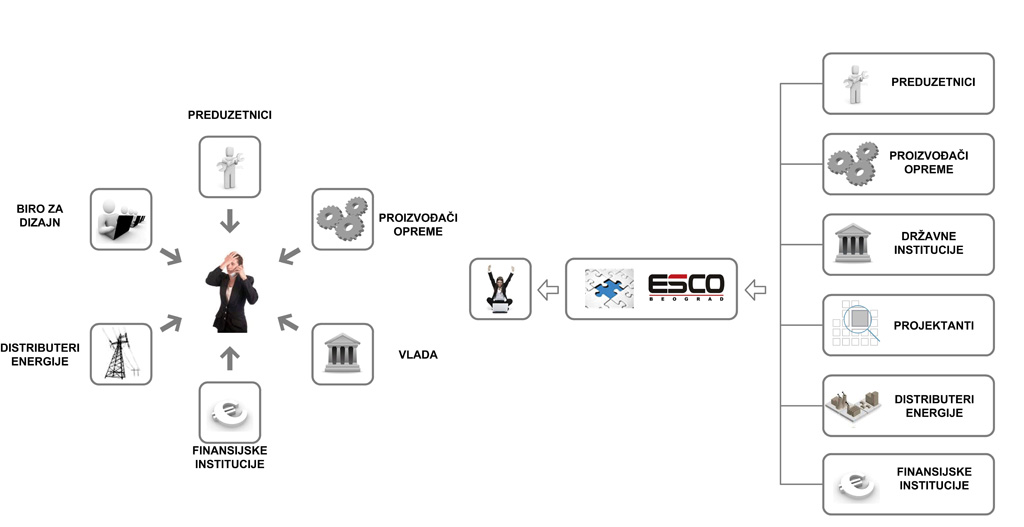 PREDUZETNICI
BIRO ZA
DIZAJN
PROIZVOĐAČI
OPREME
DISTRIBUTERI
ENERGIJE
VLADA
FINANSIJSKE
INSTITUCIJE
ESCO
BEOGRAD
PREDUZETNICI
PROIZVOĐAČI
OPREME
DRŽAVNE
INSTITUCIJE
PROJEKTANTI
DISTRIBUTERI
ENERGIJE
FINANSIJSKE
INSTITUCIJE